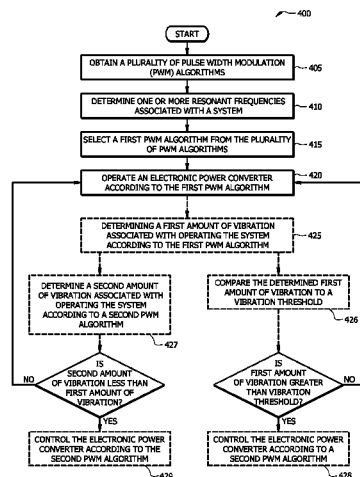 400
START
OBTAIN A PLURALITY OF PULSE WIDTH MODULATION
(PWM) ALGORITHMS
405
DETERMINE ONE OR MORE RESONANT FREQUENCIES
ASSOCIATED WITH A SYSTEM
410
SELECT A FIRST PWM ALGORITHM FROM THE PLURALITY
OF PWM ALGORITHMS
415
OPERATE AN ELECTRONIC POWER CONVERTER
ACCORDING TO THE FIRST PWM ALGORITHM
420
DETERMINING A FIRST AMOUNT OF VIBRATION
ASSOCIATED WITH OPERATING THE SYSTEM
ACCORDING TO THE FIRST PWM ALGORITHM
425
DETERMINE A SECOND AMOUNT
OF VIBRATION ASSOCIATED WITH
OPERATING THE SYSTEM
ACCORDING TO A SECOND PWM
ALGORITHM
427
COMPARE THE DETERMINED FIRST
AMOUNT OF VIBRATION TO A
VIBRATION THRESHOLD
426
NO
IS
SECOND AMOUNT
OF VIBRATION LESS THAN
FIRST AMOUNT OF
VIBRATION?
YES
IS
FIRST AMOUNT
OF VIBRATION GREATER
THAN VIBRATION
THRESHOLD?
NO
YES
CONTROL THE ELECTRONIC POWER
CONVERTER ACCORDING TO THE
SECOND PWM ALGORITHM
429
CONTROL THE ELECTRONIC POWER
CONVERTER ACCORDING TO A
SECOND PWM ALGORITHM
428